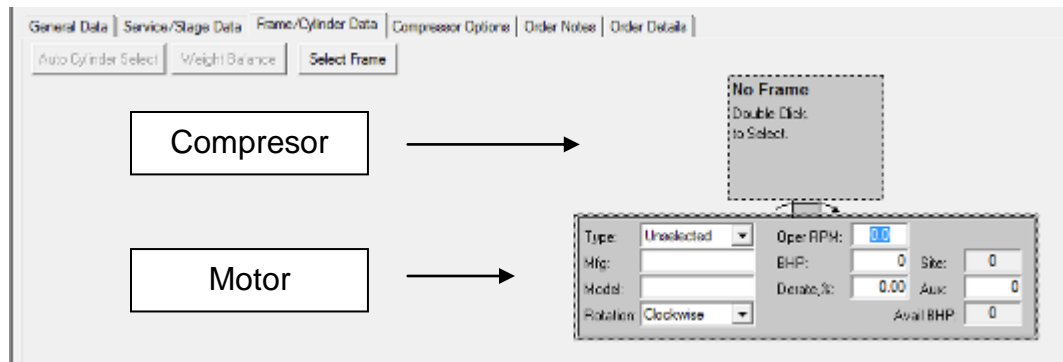 General Data Service/Stage Data Frame/Cylinder Data Compressor Options Order Notes Order Details
Auto Cylinder Select Weight Balance Select Frame
No Frame
Double Click
to Select.
Compresor
Type: Unselected Oper RPM: 0.0
Mfg: BHP: 0 Site: 0
Motor
Model: Derate,%: 0.00 Aux: 0
Rotation: Clockwise Avail BHP 0